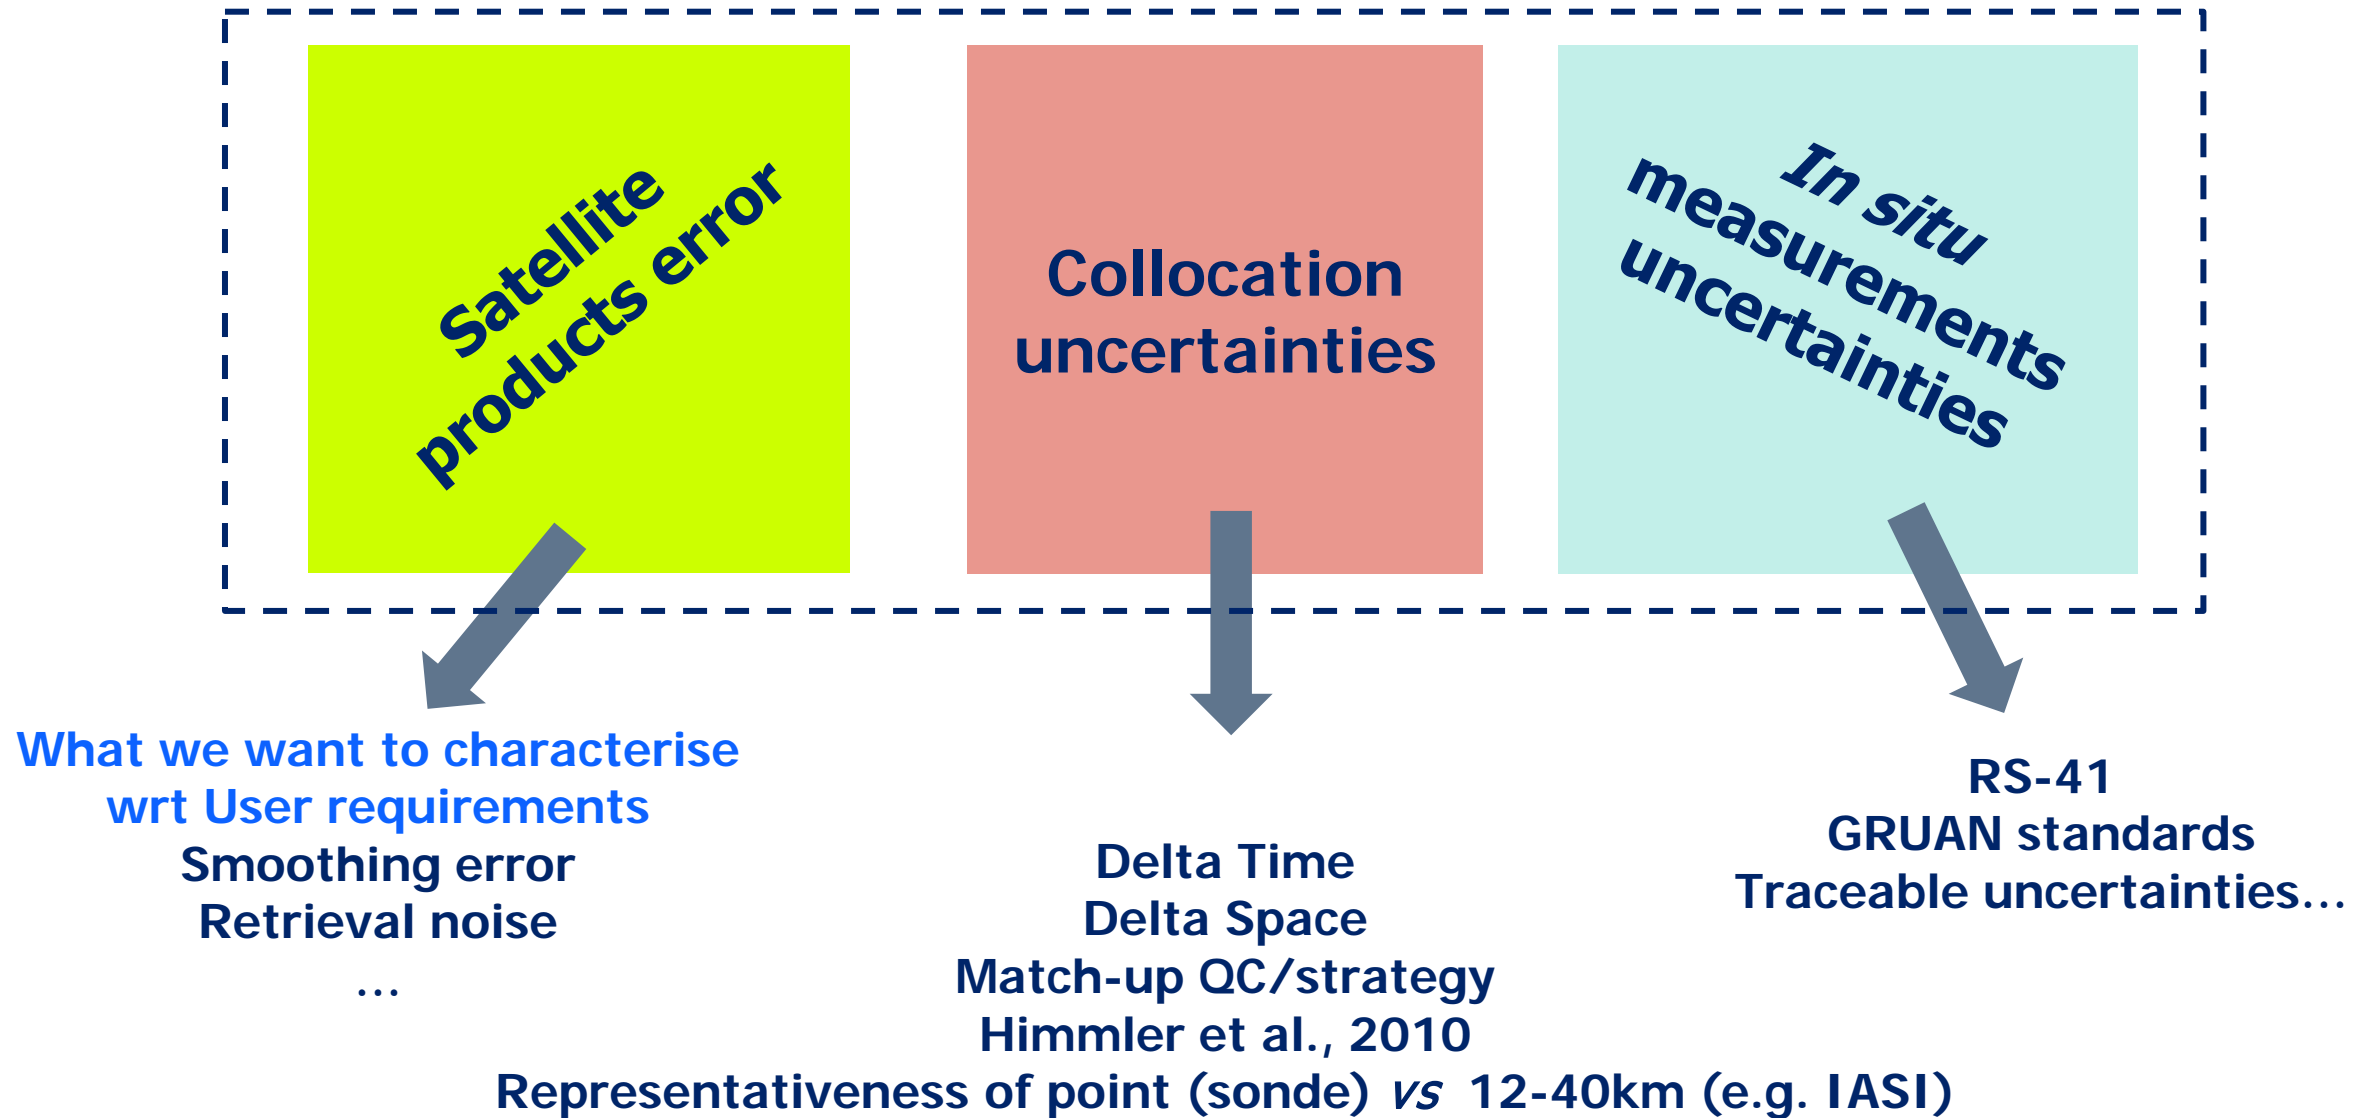 Satellite
products error
Collocation
uncertainties
In situ
measurements
uncertainties
What we want to characterise
wrt User requirements
Smoothing error
Retrieval noise
...
Delta Time
Delta Space
Match-up QC/strategy
Himmler et al., 2010
Representativeness of point (sonde) vs 12-40km (e.g. IASI)
RS-41
GRUAN standards
Traceable uncertainties...